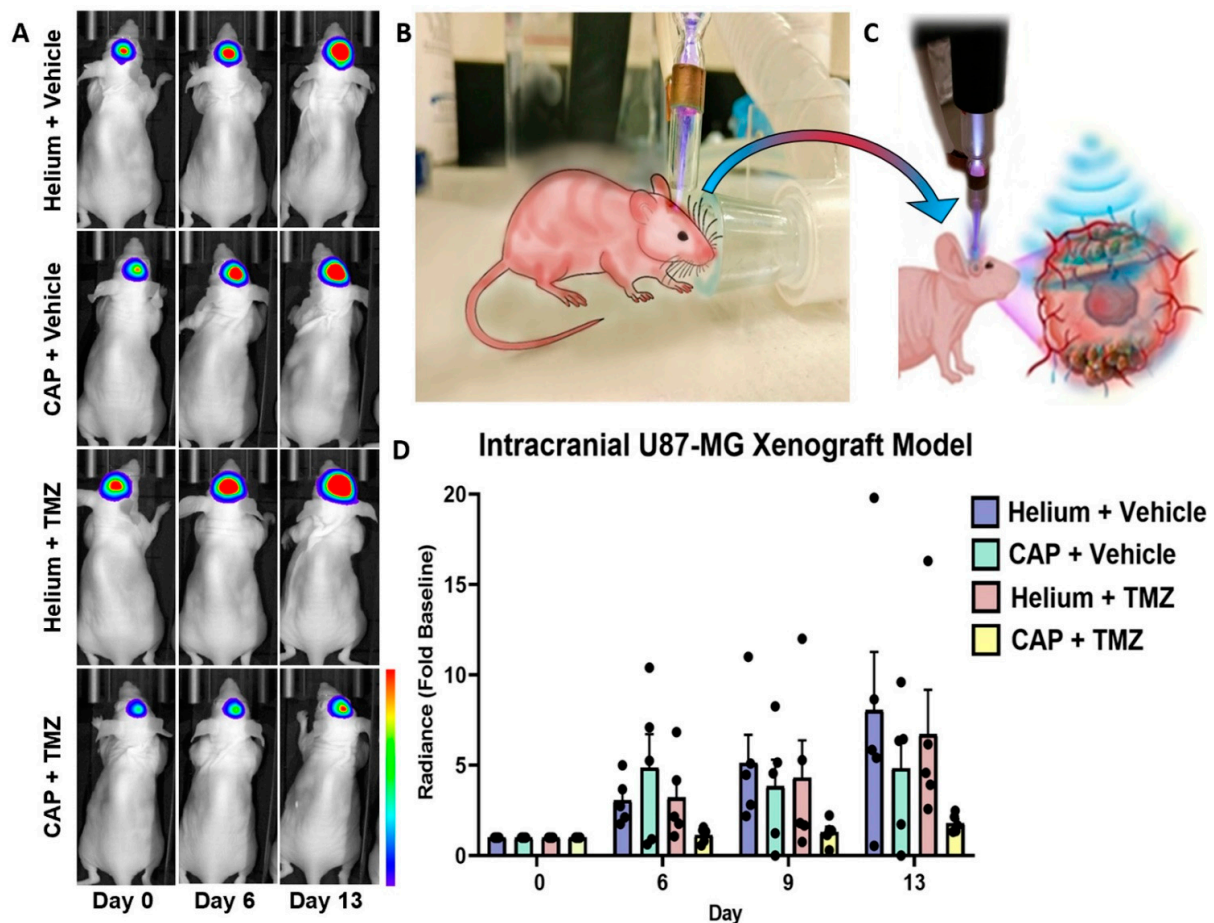 A
Helium + Vehicle
CAP + Vehicle
Helium + TMZ
CAP + TMZ
Day 0
Day 6
Day 13
B
C
D
Intracranial U87-MG Xenograft Model
Radiance (Fold Baseline)
20
15
10
5
0
0
6
9
13
Day
Helium + Vehicle
CAP + Vehicle
Helium + TMZ
CAP + TMZ